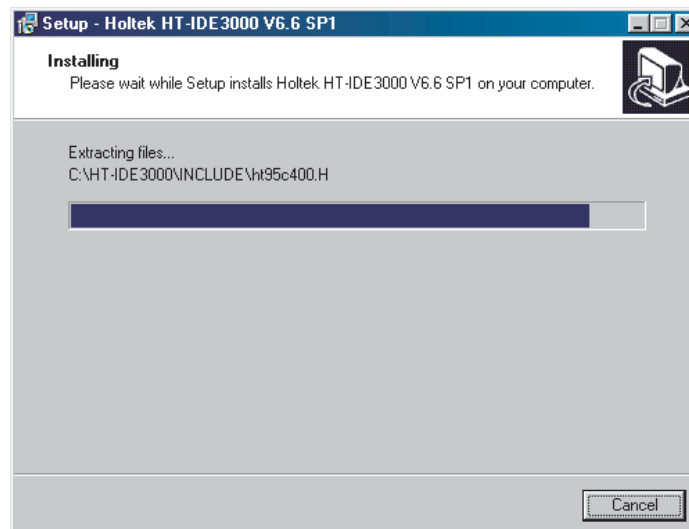 Setup - Holtek HT-IDE3000 V6.6 SP1
Installing
Please wait while Setup installs Holtek HT-IDE3000 V6.6 SP1 on your computer.
Extracting files...
C:\HT-IDE3000\INCLUDE\ht95c400.H
Cancel